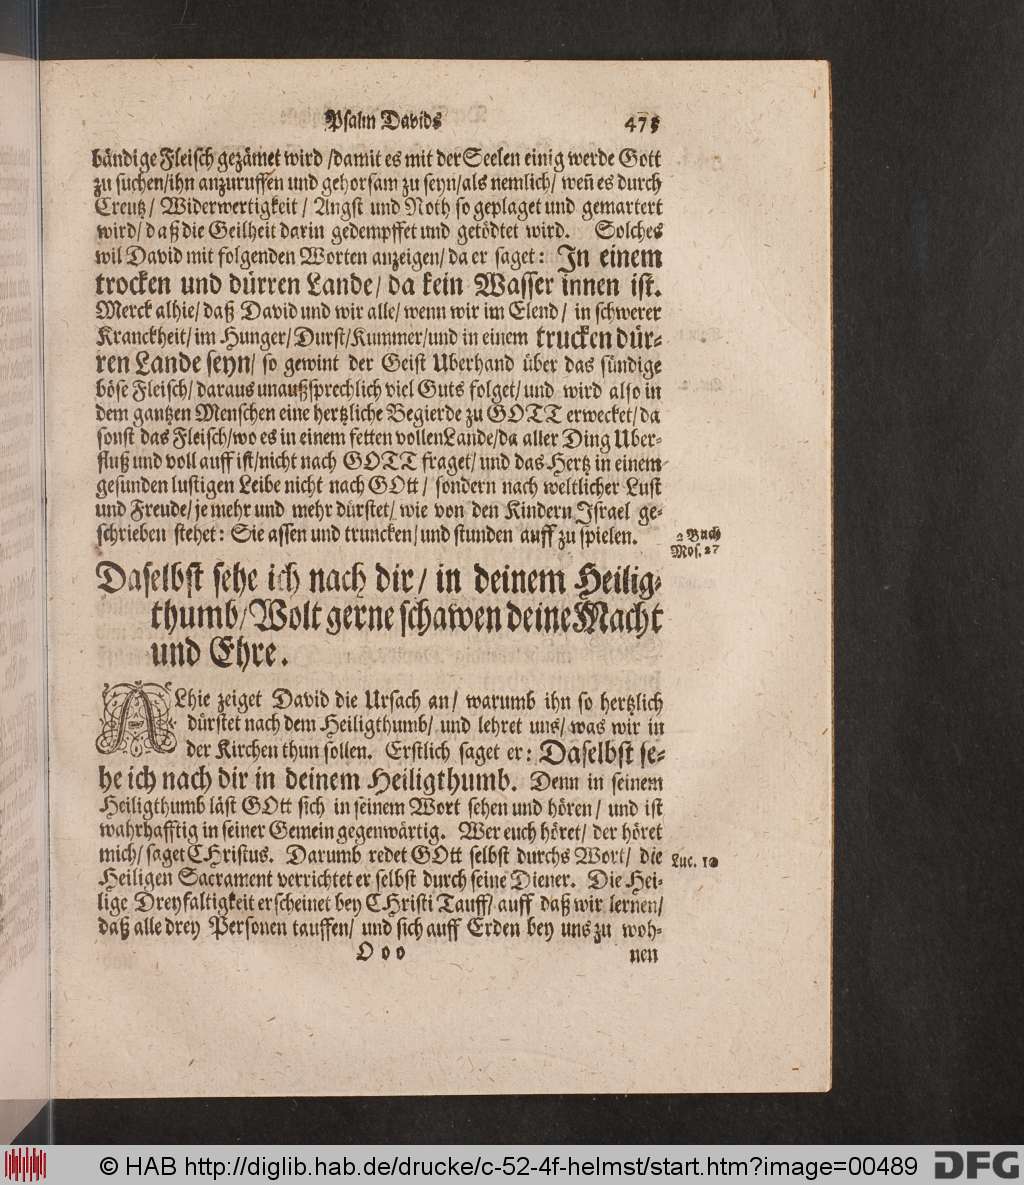 Psalm Davids 473
bändige Fleisch gezämet wird / damit es mit der Seelen einig werde Gott
zu suchen / ihn anzuruffen und gehorsam zu seyn / als nemlich / weñ es durch
Creutz / Widerwertigkeit / Angst und Noth so geplaget und gemartert
wird / daß die Geilheit darin gedempffet und getödtet wird. Solches
wil David mit folgenden Worten anzeigen / da er saget: In einem
trocken und dürren Lande / da kein Wasser innen ist.
Merck alhie / daß David und wir alle / wenn wir im Elend / in schwerer
Kranckheit / im Hunger / Durst / Kummer / und in einem trucken dür-
ren Lande seyn / so gewint der Geist Uberhand über das sündige
böse Fleisch / daraus unaußsprechlich viel Guts folget / und wird also in
dem gantzen Menschen eine hertzliche Begierde zu GOTT erwecket / da
sonst das Fleisch / wo es in einem fetten vollen Lande / da aller Ding Uber-
fluß und voll auff ist / nicht nach GOTT fraget / und das Hertz in einem
gesunden lustigen Leibe nicht nach GOtt / sondern nach weltlicher Lust
und Freude / je mehr und mehr dürstet / wie von den Kindern Israel ge-
schrieben stehet: Sie assen und truncken / und stunden auff zu spielen.
2 Buch
Mos. 27
Daselbst sehe ich nach dir / in deinem Heilig-
thumb / Wolt gerne schawen deine Macht
und Ehre.
ALhie zeiget David die Ursach an / warumb ihn so hertzlich
dürstet nach dem Heiligthumb / und lehret uns / was wir in
der Kirchen thun sollen. Erstlich saget er: Daselbst se-
he ich nach dir in deinem Heiligthumb. Denn in seinem
Heiligthumb läst GOtt sich in seinem Wort sehen und hören / und ist
wahrhafftig in seiner Gemein gegenwärtig. Wer euch höret / der höret
mich / saget CHristus. Darumb redet GOtt selbst durchs Wort / die
Luc. 10
Heiligen Sacrament verrichtet er selbst durch seine Diener. Die Hei-
lige Dreyfaltigkeit erscheinet bey CHristi Tauff / auff daß wir lernen /
daß alle drey Personen tauffen / und sich auff Erden bey uns zu woh-
O o o nen
© HAB http://diglib.hab.de/drucke/c-52-4f-helmst/start.htm?image=00489 DFG